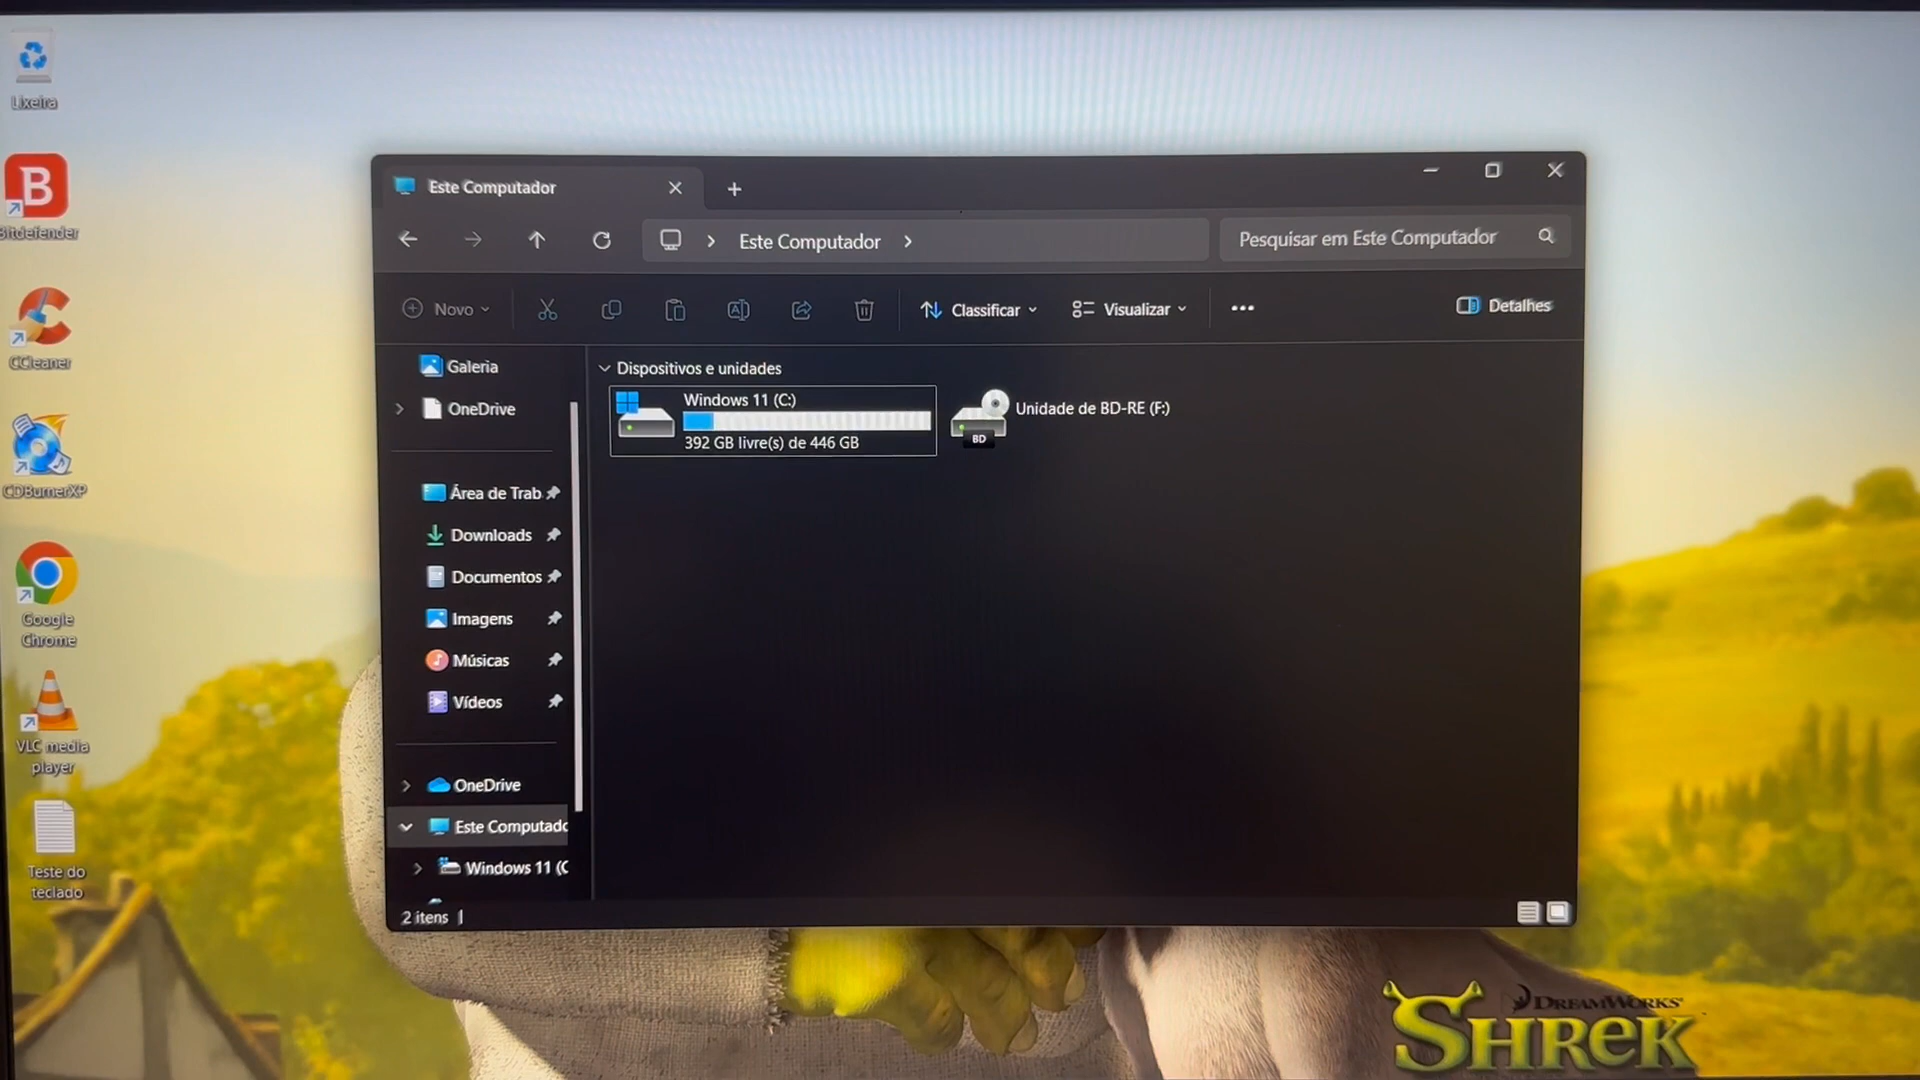 Lixeira
Bitdefender
CCleaner
CDBurnerXP
Google
Chrome
VLC media
player
Teste do
teclado
Este Computador
Este Computador
Pesquisar em Este Computador
Novo
Classificar
Visualizar
Detalhes
Galeria
OneDrive
Área de Trab
Downloads
Documentos
Imagens
Músicas
Vídeos
OneDrive
Este Computado
Windows 11 (C
2 itens
Dispositivos e unidades
Windows 11 (C:)
392 GB livre(s) de 446 GB
BD
Unidade de BD-RE (F:)
DREAMWORKS
SHREK